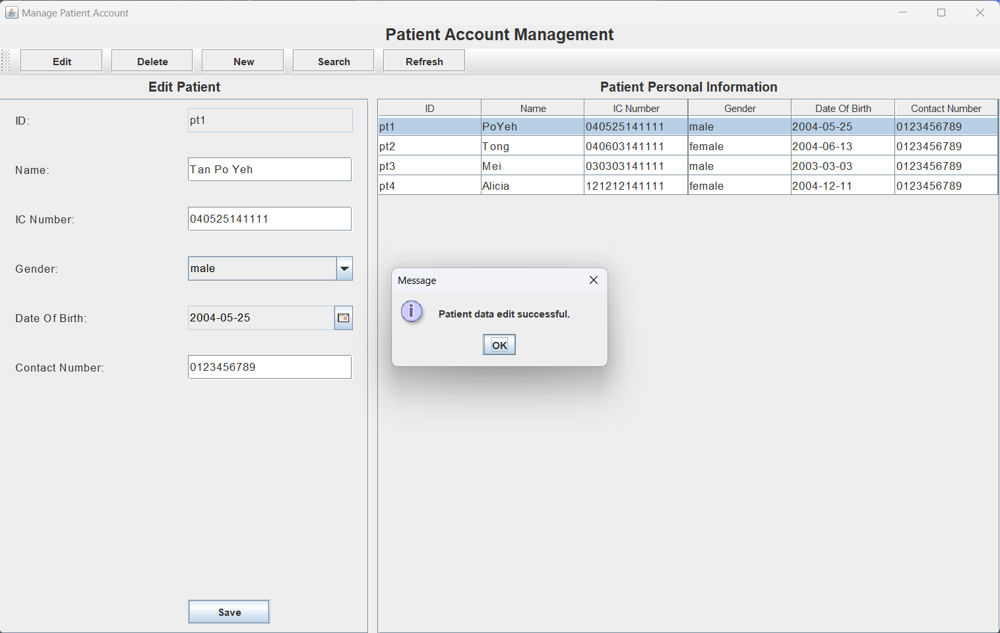 Manage Patient Account
Patient Account Management
Edit Delete New Search Refresh
Edit Patient
ID: pt1
Name: Tan Po Yeh
IC Number: 040525141111
Gender: male
Date Of Birth: 2004-05-25
Contact Number: 0123456789
Save
Patient Personal Information
ID Name IC Number Gender Date Of Birth Contact Number
pt1 PoYeh 040525141111 male 2004-05-25 0123456789
pt2 Tong 040603141111 female 2004-06-13 0123456789
pt3 Mei 030303141111 male 2003-03-03 0123456789
pt4 Alicia 121212141111 female 2004-12-11 0123456789
Message
Patient data edit successful.
OK